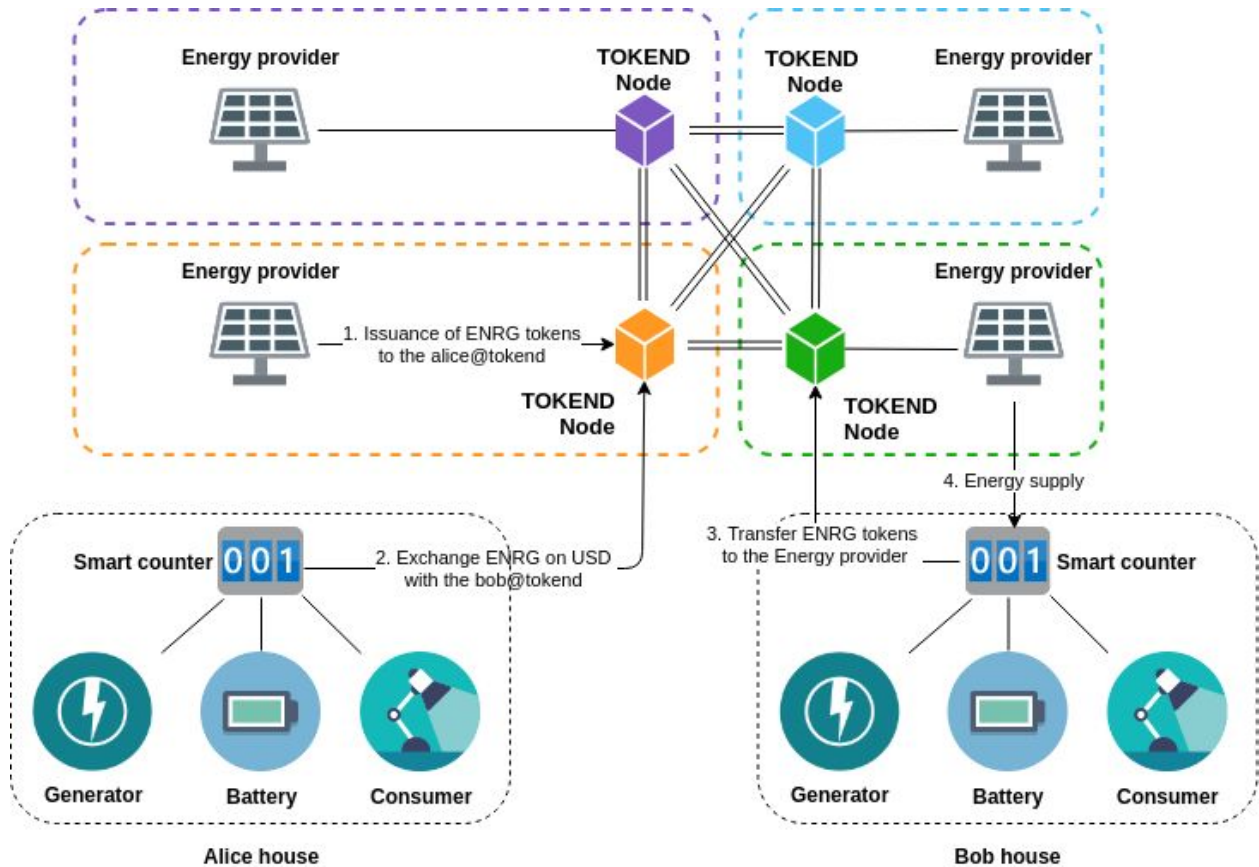 Energy provider
TOKEND
Node
TOKEND
Node
Energy provider
Energy provider
1. Issuance of ENRG tokens
to the alice@tokend
TOKEND
Node
Energy provider
TOKEND
Node
4. Energy supply
Smart counter
001
2. Exchange ENRG on USD
with the bob@tokend
3. Transfer ENRG tokens
to the Energy provider
001
Smart counter
Generator
Battery
Consumer
Generator
Battery
Consumer
Alice house
Bob house